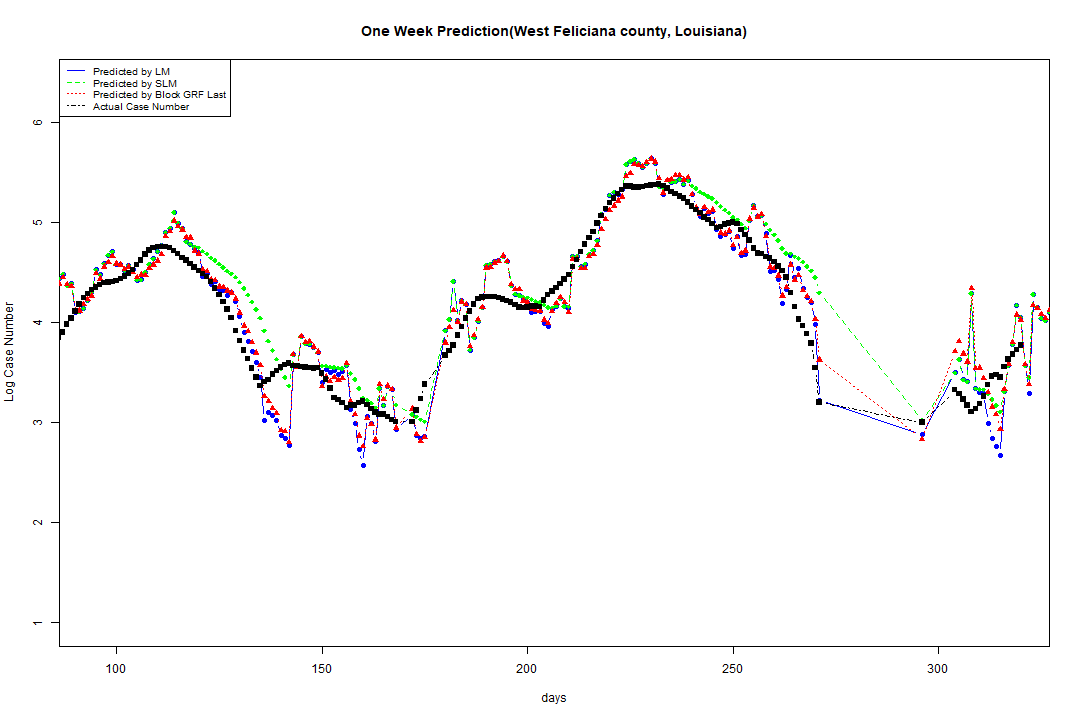 One Week Prediction(West Feliciana county, Louisiana)
Predicted by LM
Predicted by SLM
Predicted by Block GRF Last
Actual Case Number
6
5
4
3
2
1
Log Case Number
100 150 200 250 300
days